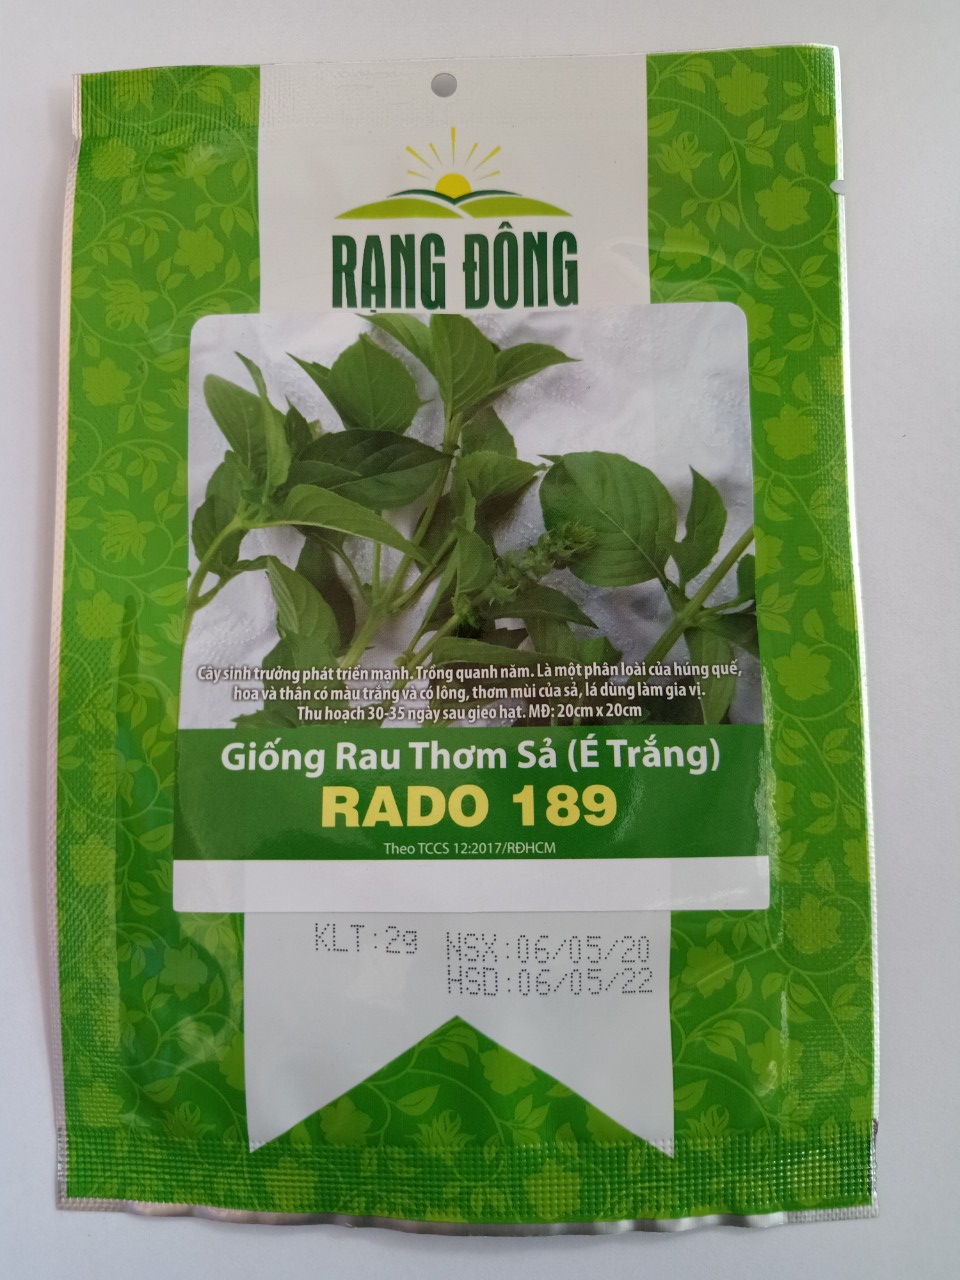 RẠNG ĐÔNG
Cây sinh trưởng phát triển mạnh. Trồng quanh năm. Là một phân loài của húng quế,
hoa và thân có màu trắng và có lông, thơm mùi của sả, lá dùng làm gia vị.
Thu hoạch 30-35 ngày sau gieo hạt. MĐ: 20cm x 20cm
Giống Rau Thơm Sả (É Trắng)
RADO 189
Theo TCCS 12:2017/RĐHCM
KLT:2g NSX:06/05/20
HSD:06/05/22